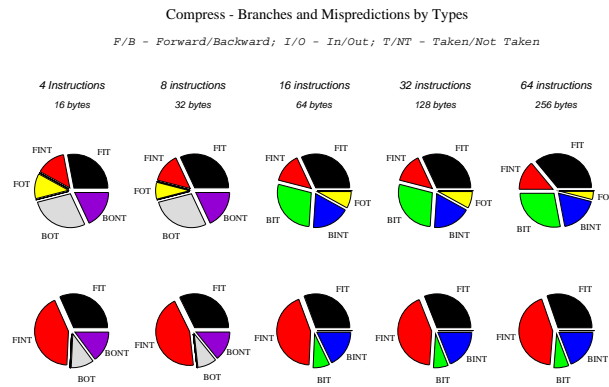 Compress - Branches and Mispredictions by Types
F/B - Forward/Backward; I/O - In/Out; T/NT - Taken/Not Taken
4 Instructions 8 instructions 16 instructions 32 instructions 64 instructions
16 bytes 32 bytes 64 bytes 128 bytes 256 bytes
FINT FIT FINT FIT FINT FIT FINT FIT FINT FIT
FOT BONT FOT BONT FOT FOT FO
BOT BOT BIT BINT BIT BINT BIT BINT
FIT FIT FIT FIT FIT
FINT BONT FINT BONT FINT BINT FINT BINT FINT BINT
BOT BOT BIT BIT BIT